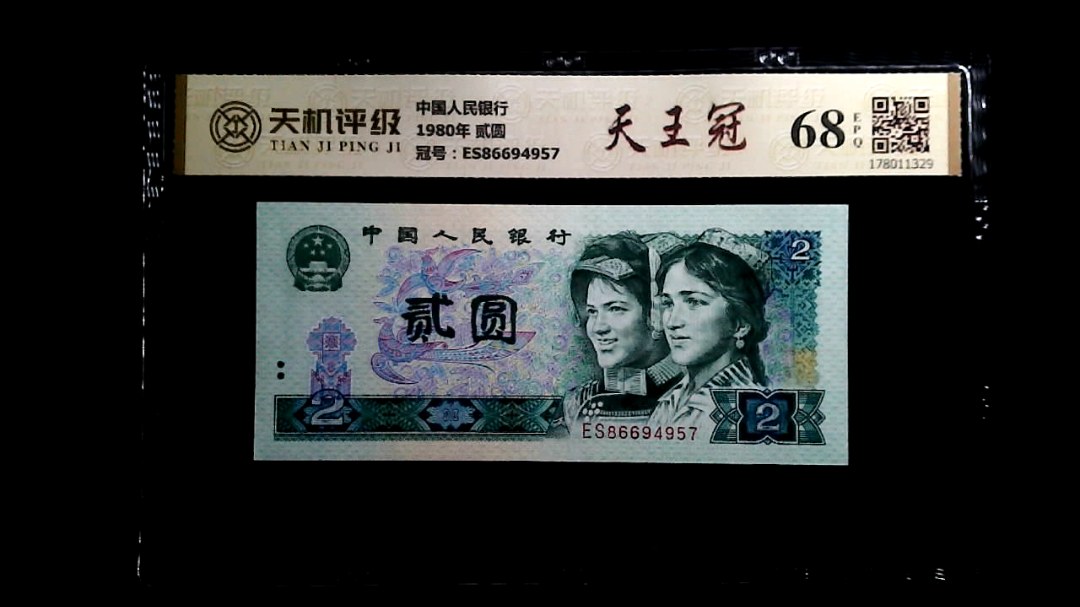 天机评级
TIAN JI PING JI
中国人民银行
1980年 贰圆
冠号：ES86694957
天王冠
68
EPQ
178011329
中国人民银行
2
贰圆
2
ES86694957
2